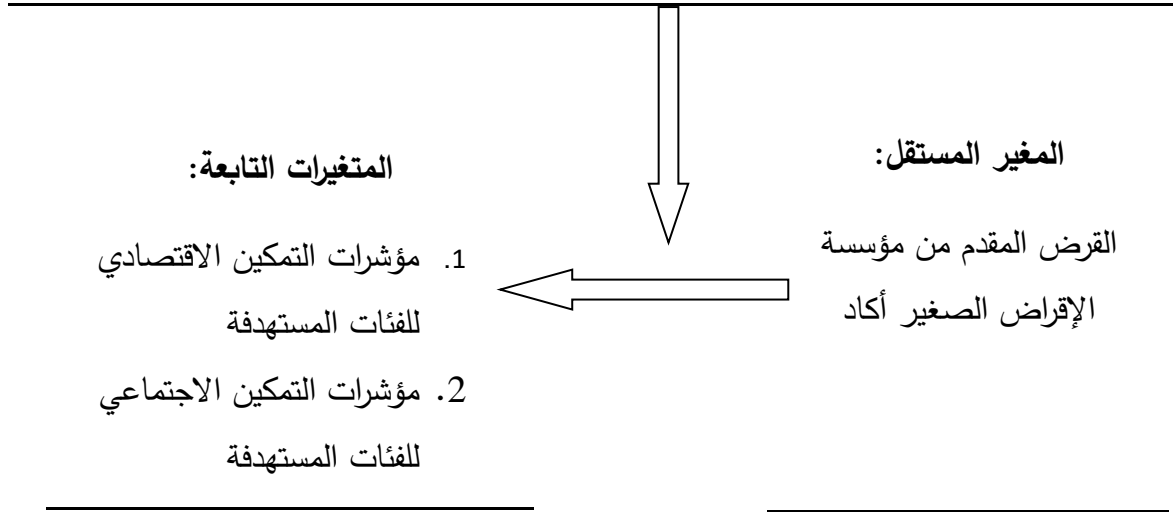 المغير المستقل:
القرض المقدم من مؤسسة
الإقراض الصغير أكاد
المتغيرات التابعة:
1. مؤشرات التمكين الاقتصادي
للفئات المستهدفة
2. مؤشرات التمكين الاجتماعي
للفئات المستهدفة